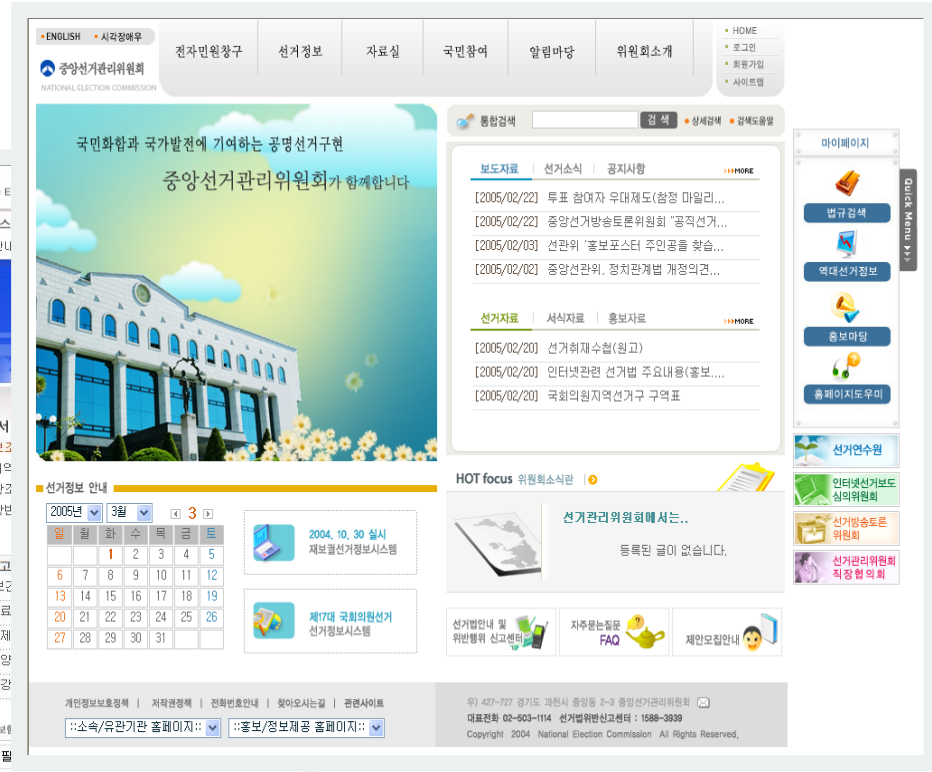 ENGLISH
시각장애우
중앙선거관리위원회
NATIONAL ELECTION COMMISSION
전자민원창구
선거정보
자료실
국민참여
알림마당
위원회소개
HOME
로그인
회원가입
사이트맵
국민화합과 국가발전에 기여하는 공명선거구현
중앙선거관리위원회가 함께합니다
통합검색
검 색
상세검색
검색도움말
보도자료
선거소식
공지사항
MORE
[2005/02/22] 투표 참여자 우대제도(참정 마일리...
[2005/02/22] 중앙선거방송토론위원회 "공직선거...
[2005/02/03] 선관위 '홍보포스터 주인공을 찾습...
[2005/02/02] 중앙선관위, 정치관계법 개정의견...
선거자료
서식자료
홍보자료
MORE
[2005/02/20] 선거취재수첩(원고)
[2005/02/20] 인터넷관련 선거법 주요내용(홍보....
[2005/02/20] 국회의원지역선거구 구역표
마이페이지
법규검색
역대선거정보
홍보마당
홈페이지도우미
Quick Menu
선거연수원
인터넷선거보도
심의위원회
선거방송토론
위원회
선거관리위원회
직장협의회
선거정보 안내
2005년 3월 3
일 월 화 수 목 금 토
1 2 3 4 5
6 7 8 9 10 11 12
13 14 15 16 17 18 19
20 21 22 23 24 25 26
27 28 29 30 31
2004. 10. 30 실시
재보궐선거정보시스템
제17대 국회의원선거
선거정보시스템
HOT focus 위원회소식란
선거관리위원회에서는..
등록된 글이 없습니다.
선거법안내 및
위반행위 신고센터
자주묻는질문
FAQ
제안모집안내
개인정보보호정책 | 저작권정책 | 전화번호안내 | 찾아오시는길 | 관련사이트
::소속/유관기관 홈페이지::
::홍보/정보제공 홈페이지::
우) 427-727 경기도 과천시 중앙동 2-3 중앙선거관리위원회
대표전화 02-503-1114 선거법위반신고센터 : 1588-3939
Copyright 2004 National Election Commission All Rights Reserved.